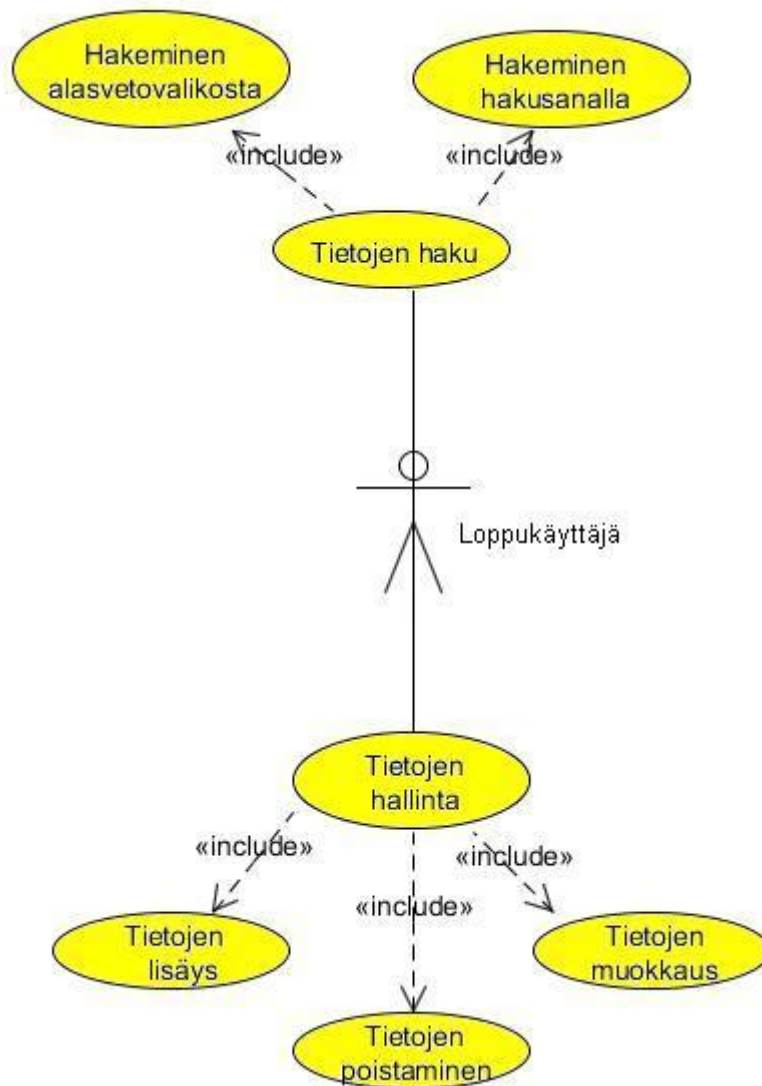 Hakeminen
alasvetovalikosta
Hakeminen
hakusanalla
«include»
«include»
Tietojen haku
Loppukäyttäjä
Tietojen
hallinta
«include»
«include»
«include»
Tietojen
lisäys
Tietojen
muokkaus
Tietojen
poistaminen